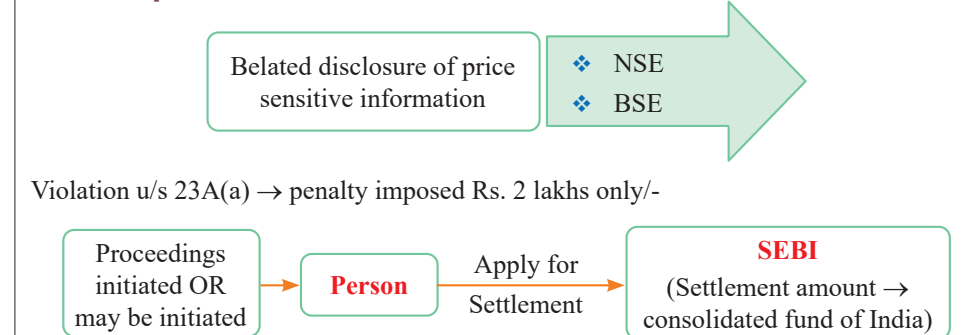 Belated disclosure of price
sensitive information
❖ NSE
❖ BSE
Violation u/s 23A(a) → penalty imposed Rs. 2 lakhs only/-
Proceedings
initiated OR
may be initiated
Person
Apply for
Settlement
SEBI
(Settlement amount →
consolidated fund of India)